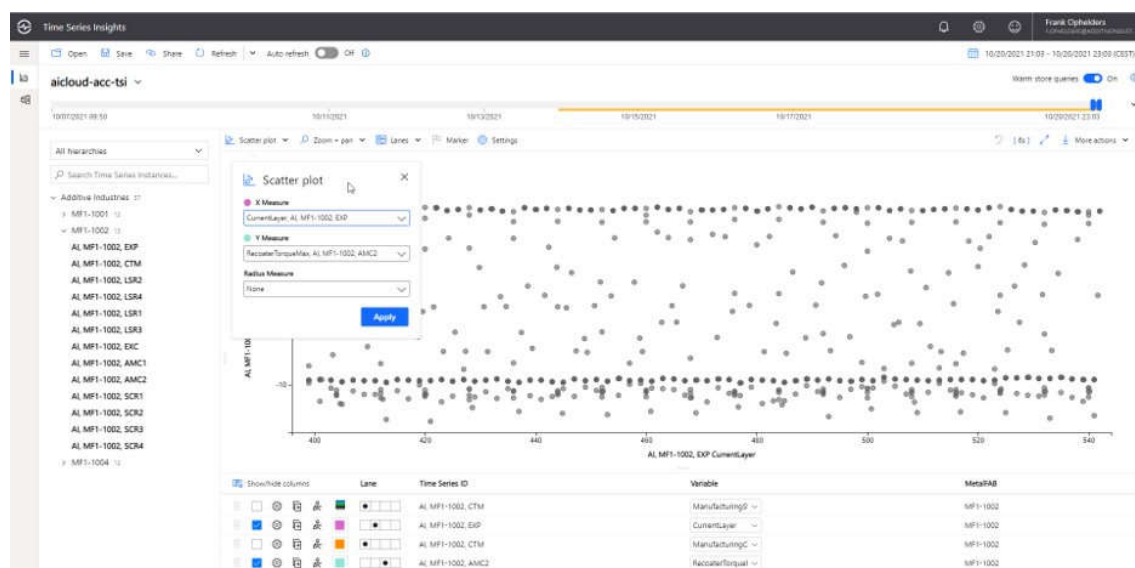 Time Series Insights
Frank Ophelders
Open Save Share Refresh Auto refresh Off
10/20/2021 21:03 - 10/20/2021 23:03 (CEST)
aicloud-acc-tsi
Warm store queries On
10/07/2021 08:50 10/11/2021 10/13/2021 10/15/2021 10/17/2021 10/20/2021 23:03
Scatter plot Zoom + pan Lanes Marker Settings
More actions
All hierarchies
Search Time Series Instances...
Additive Industries
MF1-1001
MF1-1002
AI, MF1-1002, EXP
AI, MF1-1002, CTM
AI, MF1-1002, LSR2
AI, MF1-1002, LSR4
AI, MF1-1002, LSR1
AI, MF1-1002, LSR3
AI, MF1-1002, EXC
AI, MF1-1002, AMC1
AI, MF1-1002, AMC2
AI, MF1-1002, SCR1
AI, MF1-1002, SCR2
AI, MF1-1002, SCR3
AI, MF1-1002, SCR4
MF1-1004
Scatter plot
X Measure
CurrentLayer, AI, MF1-1002, EXP
Y Measure
RecoaterTorqueMax, AI, MF1-1002, AMC2
Radius Measure
None
Apply
AI, MF1-10
-10
400 420 440 460 480 500 520 540
AI, MF1-1002, EXP CurrentLayer
Show/hide columns Lane Time Series ID Variable MetalFAB
AI, MF1-1002, CTM ManufacturingS MF1-1002
AI, MF1-1002, EXP CurrentLayer MF1-1002
AI, MF1-1002, CTM ManufacturingC MF1-1002
AI, MF1-1002, AMC2 RecoaterTorquel MF1-1002